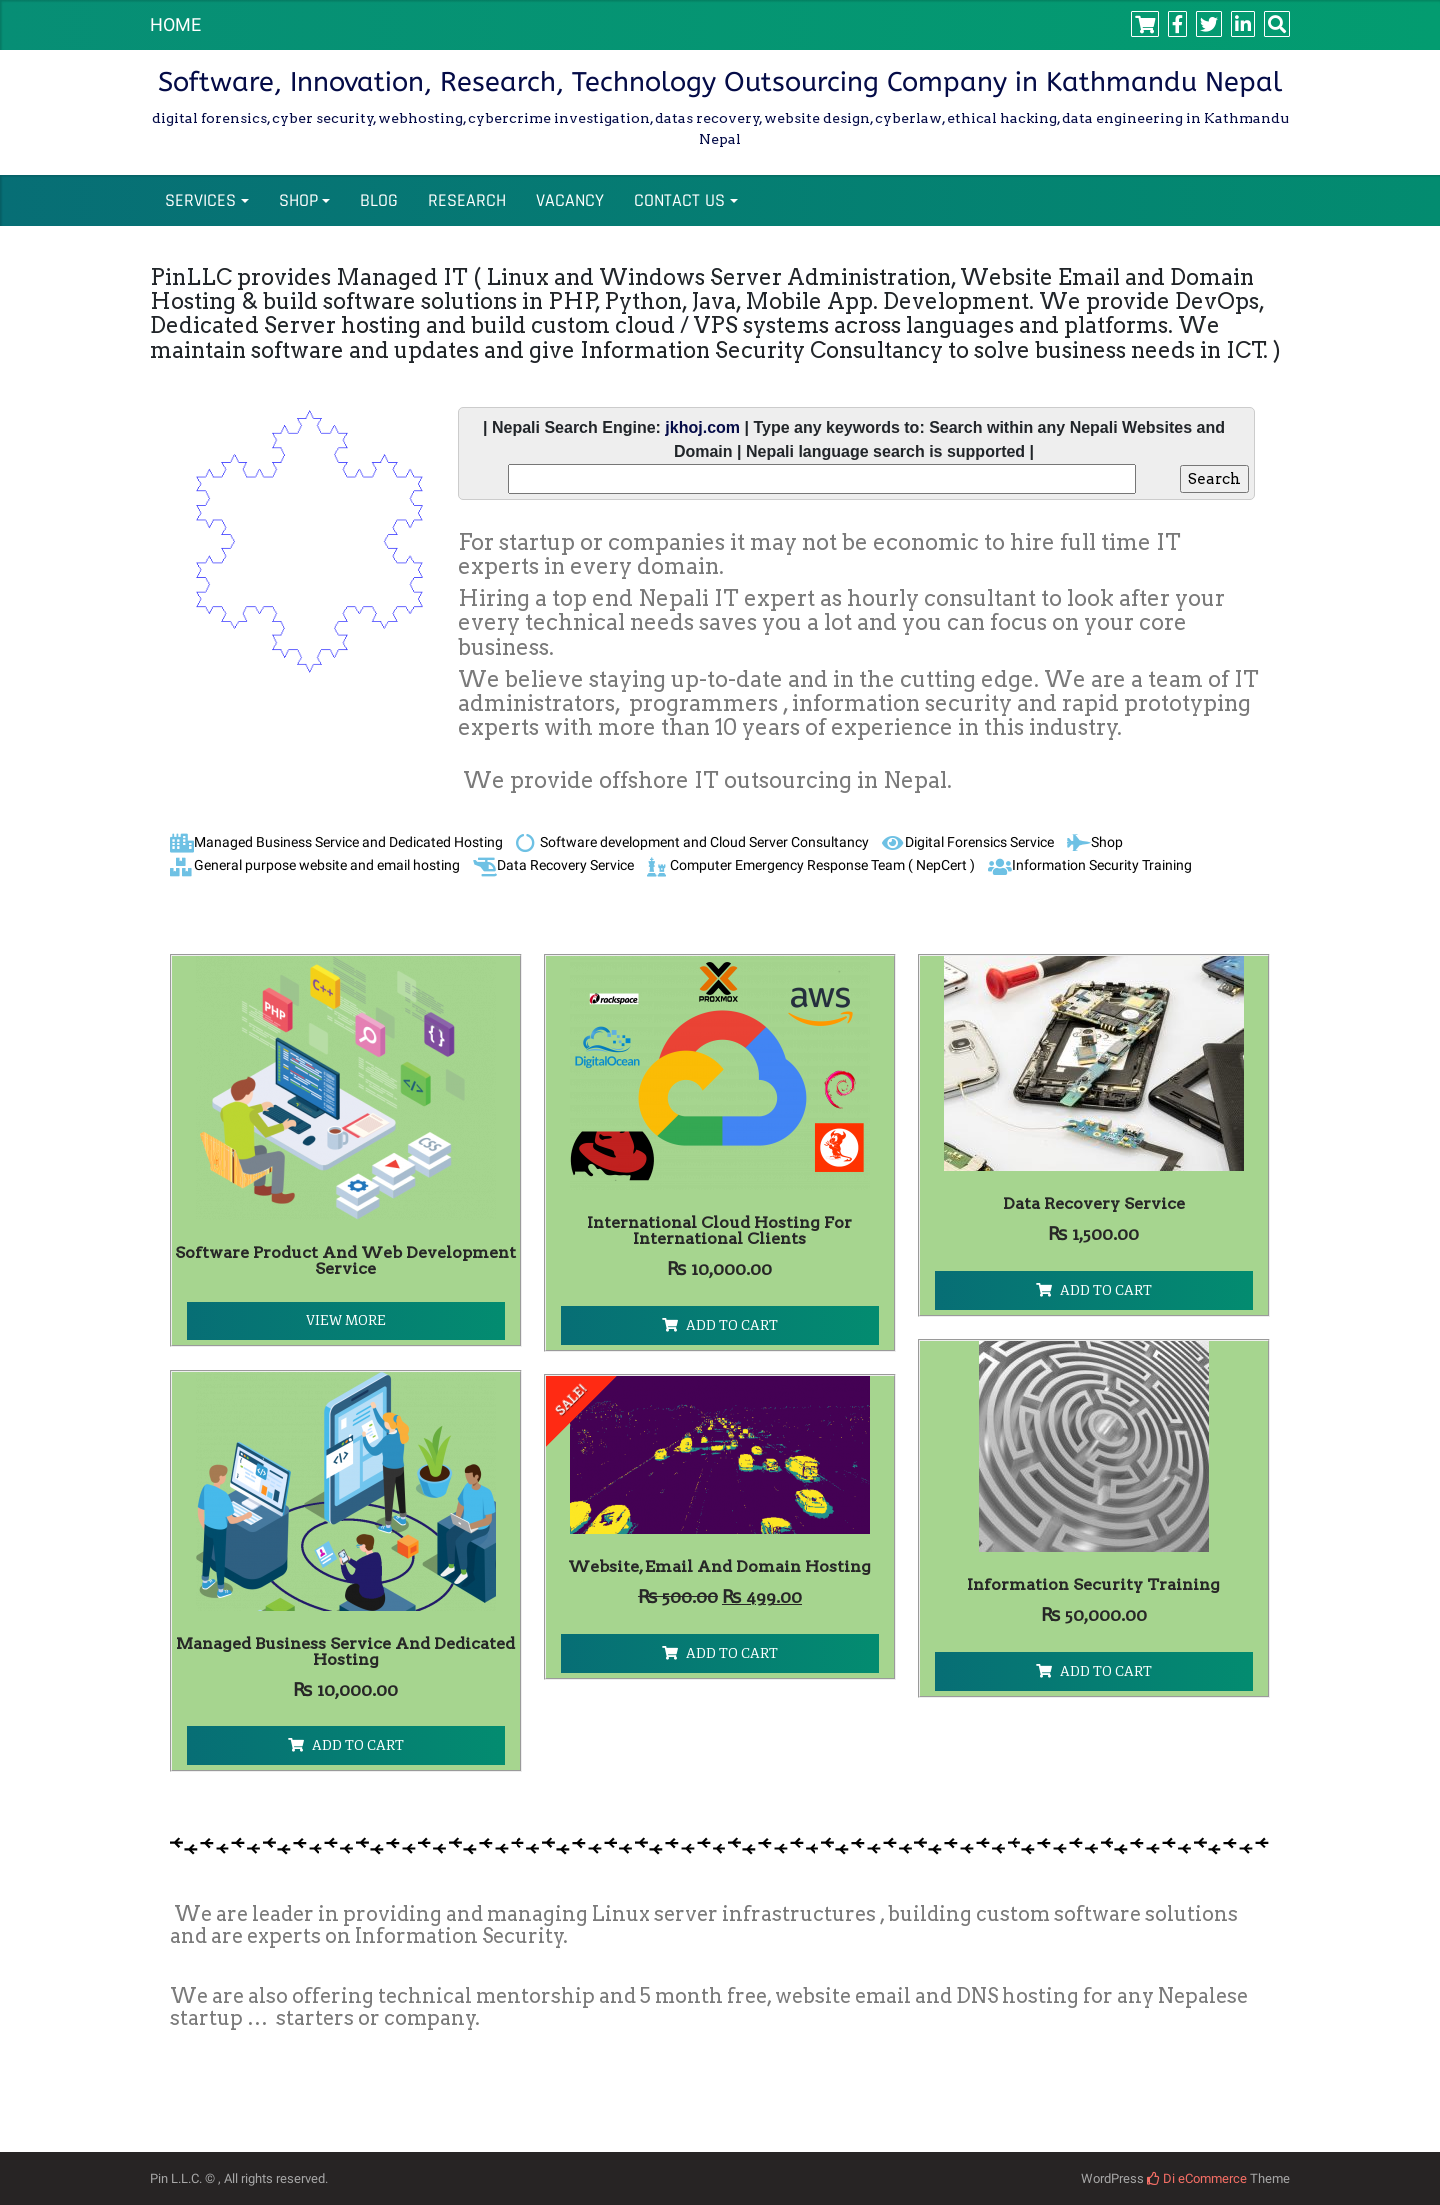 HOME
Software, Innovation, Research, Technology Outsourcing Company in Kathmandu Nepal
digital forensics, cyber security, webhosting, cybercrime investigation, datas recovery, website design, cyberlaw, ethical hacking, data engineering in Kathmandu
Nepal
SERVICES SHOP BLOG RESEARCH VACANCY CONTACT US
PinLLC provides Managed IT ( Linux and Windows Server Administration, Website Email and Domain
Hosting & build software solutions in PHP, Python, Java, Mobile App. Development. We provide DevOps,
Dedicated Server hosting and build custom cloud / VPS systems across languages and platforms. We
maintain software and updates and give Information Security Consultancy to solve business needs in ICT. )
| Nepali Search Engine: jkhoj.com | Type any keywords to: Search within any Nepali Websites and
Domain | Nepali language search is supported |
Search
For startup or companies it may not be economic to hire full time IT
experts in every domain.
Hiring a top end Nepali IT expert as hourly consultant to look after your
every technical needs saves you a lot and you can focus on your core
business.
We believe staying up-to-date and in the cutting edge. We are a team of IT
administrators, programmers , information security and rapid prototyping
experts with more than 10 years of experience in this industry.
We provide offshore IT outsourcing in Nepal.
Managed Business Service and Dedicated Hosting Software development and Cloud Server Consultancy Digital Forensics Service Shop
General purpose website and email hosting Data Recovery Service Computer Emergency Response Team ( NepCert ) Information Security Training
C++
PHP
CSS
Software Product And Web Development
Service
VIEW MORE
Managed Business Service And Dedicated
Hosting
₨ 10,000.00
ADD TO CART
rackspace
PROXMOX
aws
DigitalOcean
International Cloud Hosting For
International Clients
₨ 10,000.00
ADD TO CART
SALE!
Website, Email And Domain Hosting
₨ 500.00 ₨ 499.00
ADD TO CART
Data Recovery Service
₨ 1,500.00
ADD TO CART
Information Security Training
₨ 50,000.00
ADD TO CART
We are leader in providing and managing Linux server infrastructures , building custom software solutions
and are experts on Information Security.
We are also offering technical mentorship and 5 month free, website email and DNS hosting for any Nepalese
startup … starters or company.
Pin L.L.C. © , All rights reserved.
WordPress Di eCommerce Theme